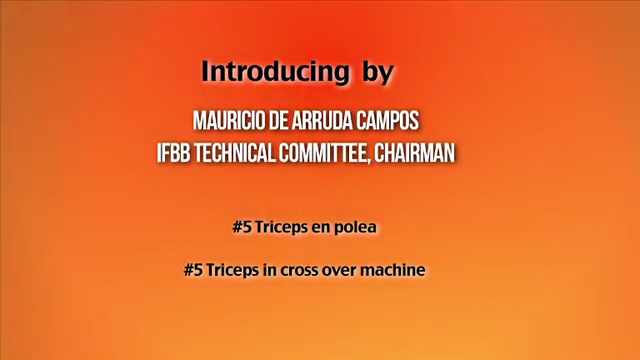 Introducing by
MAURICIO DE ARRUDA CAMPOS
IFBB TECHNICAL COMMITTEE, CHAIRMAN
#5 Triceps en polea
#5 Triceps in cross over machine